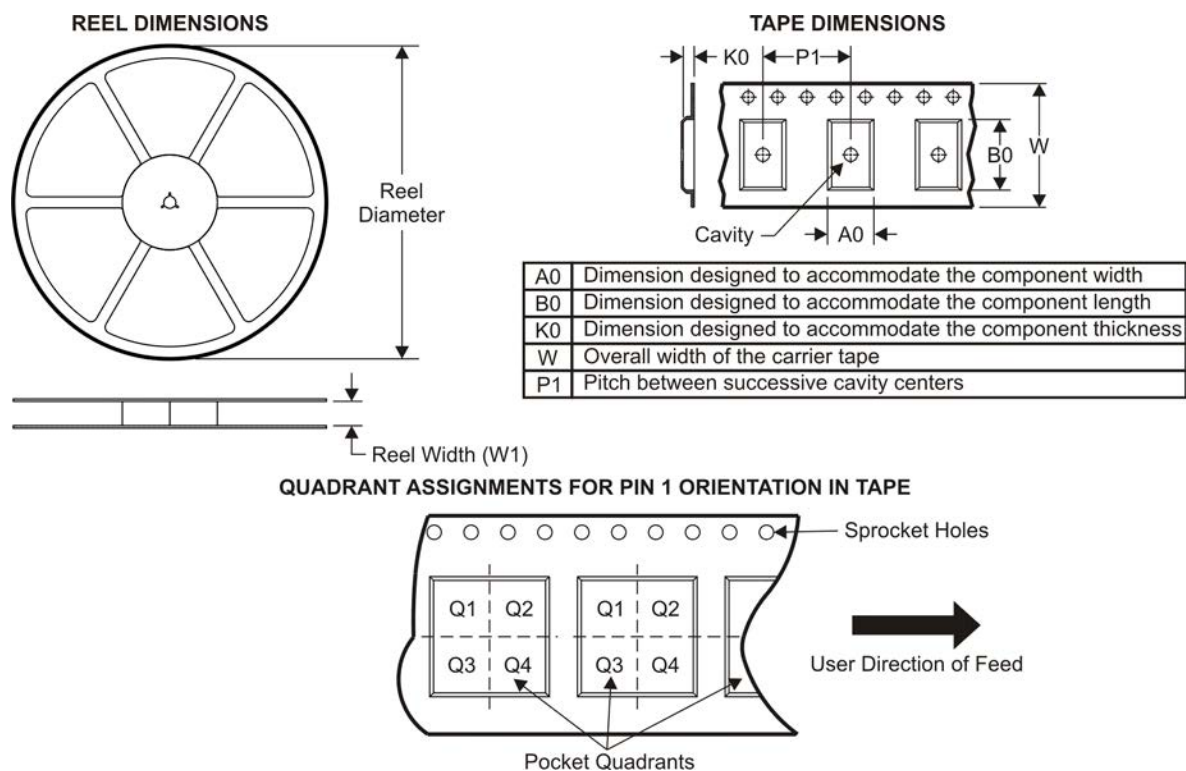 REEL DIMENSIONS
Reel
Diameter
Reel Width (W1)
TAPE DIMENSIONS
K0
P1
B0
W
Cavity
A0
A0 Dimension designed to accommodate the component width
B0 Dimension designed to accommodate the component length
K0 Dimension designed to accommodate the component thickness
W Overall width of the carrier tape
P1 Pitch between successive cavity centers
QUADRANT ASSIGNMENTS FOR PIN 1 ORIENTATION IN TAPE
Sprocket Holes
Q1 Q2 Q1 Q2
Q3 Q4 Q3 Q4
User Direction of Feed
Pocket Quadrants